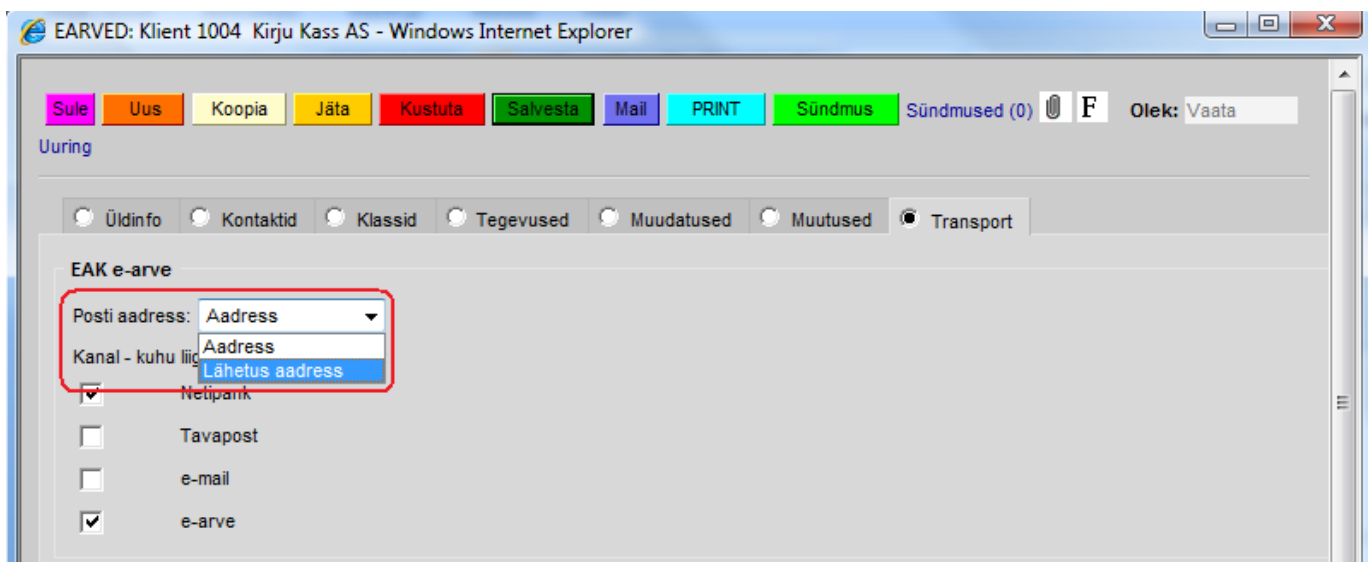 EARVED: Klient 1004 Kirju Kass AS - Windows Internet Explorer
Sule Uus Koopia Jäta Kustuta Salvesta Mail PRINT Sündmus Sündmused (0) F Olek: Vaata
Uuring
Üldinfo Kontaktid Klassid Tegevused Muudatused Muutused Transport
EAK e-arve
Posti aadress: Aadress
Aadress
Kanal - kuhu liig
Lähetus aadress
Netipank
Tavapost
e-mail
e-arve